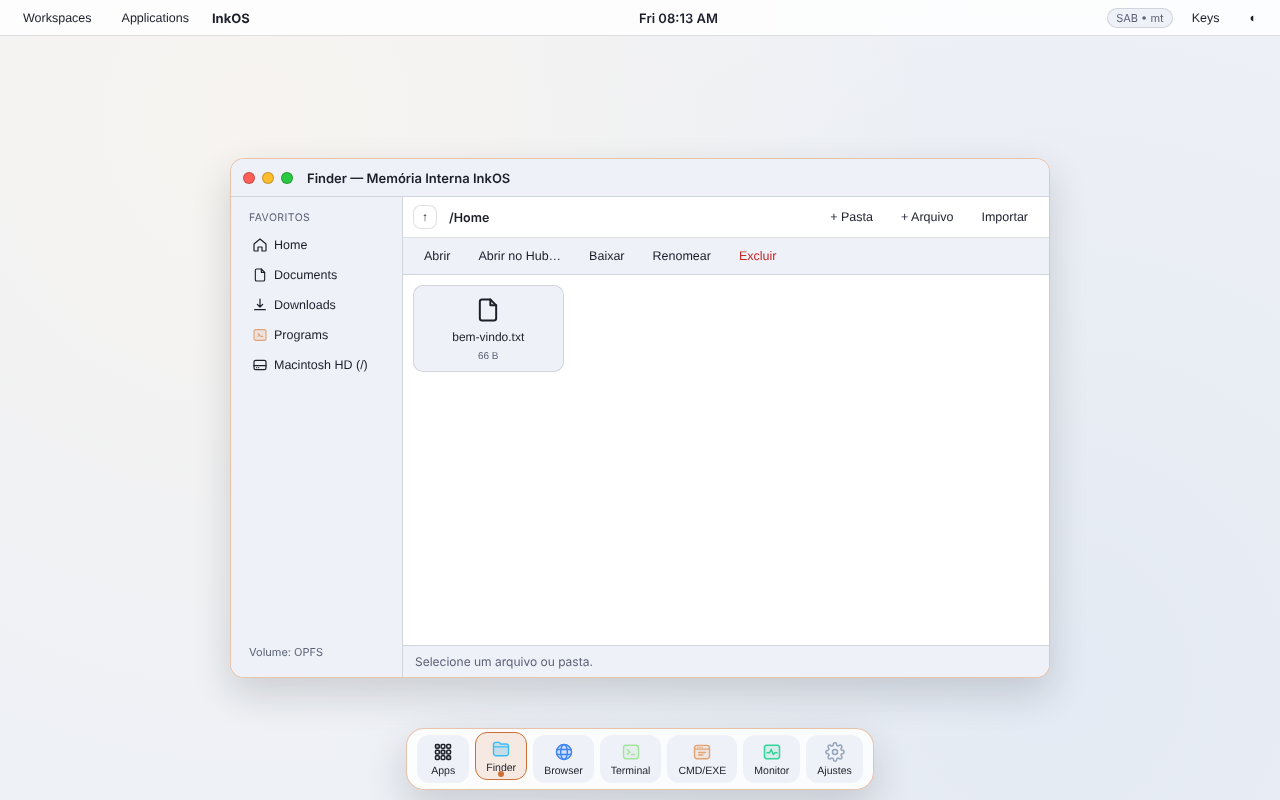 Workspaces Applications InkOS Fri 08:13 AM SAB • mt Keys
Finder — Memória Interna InkOS
FAVORITOS
Home
Documents
Downloads
Programs
Macintosh HD (/)
Volume: OPFS
↑ /Home + Pasta + Arquivo Importar
Abrir Abrir no Hub… Baixar Renomear Excluir
bem-vindo.txt
66 B
Selecione um arquivo ou pasta.
Apps Finder Browser Terminal CMD/EXE Monitor Ajustes